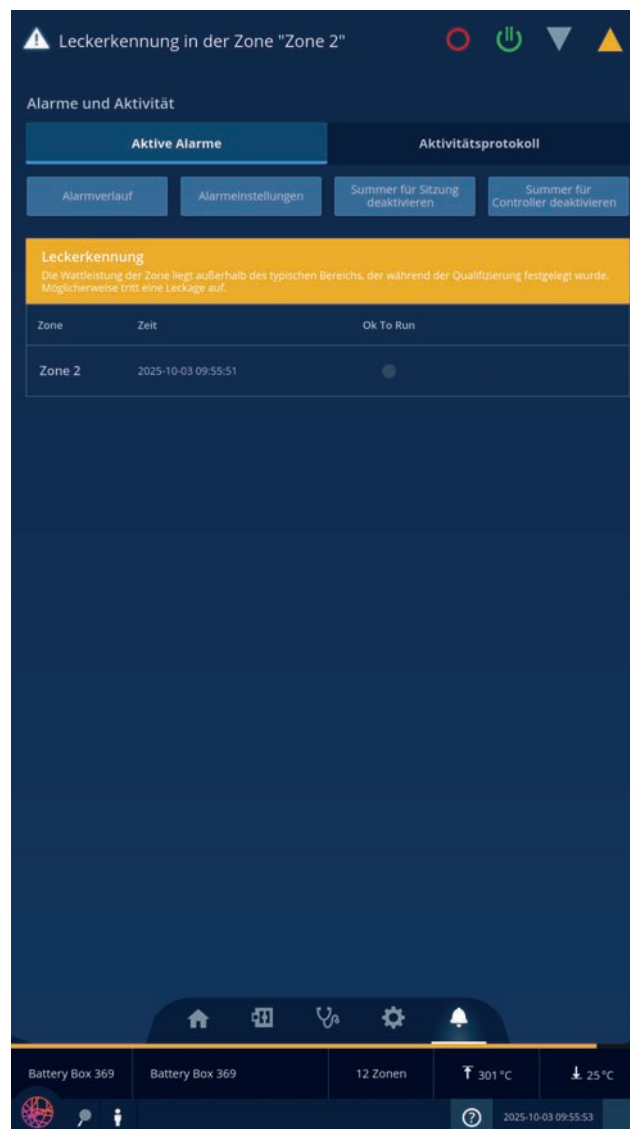 Leckerkennung in der Zone "Zone 2"
Alarme und Aktivität
Aktive Alarme
Aktivitätsprotokoll
Alarmverlauf
Alarmeinstellungen
Summer für Sitzung
deaktivieren
Summer für
Controller deaktivieren
Leckerkennung
Die Wattleistung der Zone liegt außerhalb des typischen Bereichs, der während der Qualifizierung festgelegt wurde.
Möglicherweise tritt eine Leckage auf.
Zone Zeit Ok To Run
Zone 2 2025-10-03 09:55:51
Battery Box 369 Battery Box 369 12 Zonen 301 °C 25 °C
? 2025-10-03 09:55:53